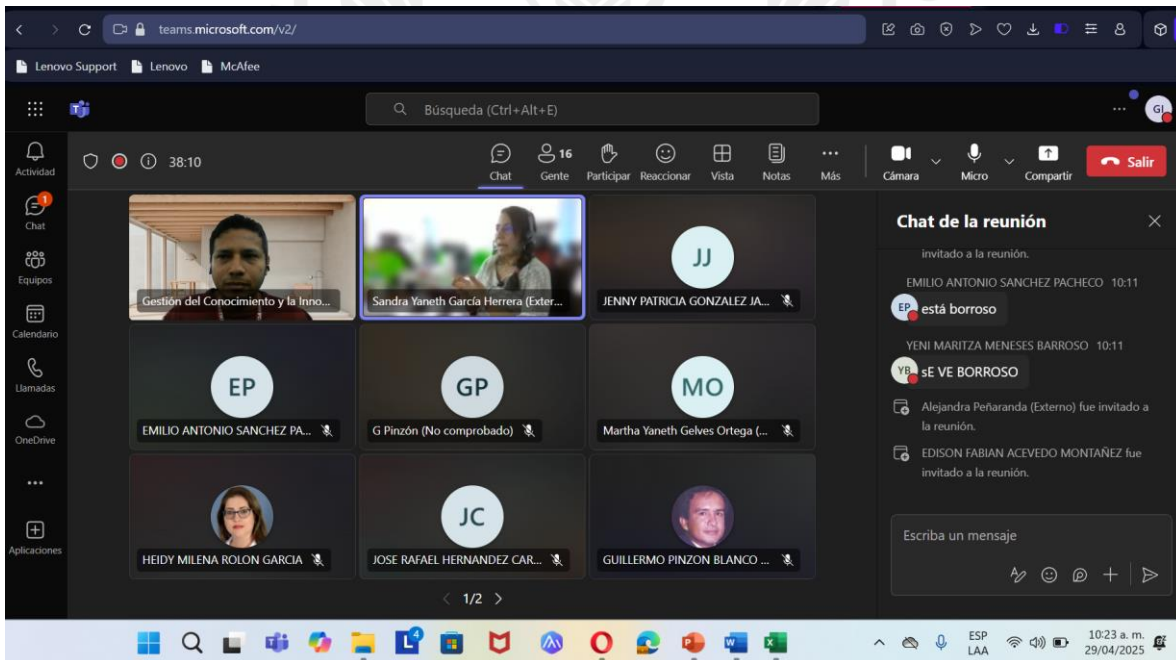 teams.microsoft.com/v2/
Lenovo Support Lenovo McAfee
Búsqueda (Ctrl+Alt+E)
GI
Actividad
Chat
1
Equipos
Calendario
Llamadas
OneDrive
Aplicaciones
38:10
Chat
16
Gente
Participar
Reaccionar
Vista
Notas
Más
Cámara
Micro
Compartir
Salir
Gestión del Conocimiento y la Inno...
Sandra Yaneth García Herrera (Exter...
JJ
JENNY PATRICIA GONZALEZ JA...
EP
EMILIO ANTONIO SANCHEZ PA...
GP
G Pinzón (No comprobado)
MO
Martha Yaneth Gelves Ortega (...
HEIDY MILENA ROLON GARCIA
JC
JOSE RAFAEL HERNANDEZ CAR...
GUILLERMO PINZON BLANCO ...
1/2
Chat de la reunión
invitado a la reunión.
EMILIO ANTONIO SANCHEZ PACHECO 10:11
EP
está borroso
YENI MARITZA MENESES BARROSO 10:11
YB
sE VE BORROSO
Alejandra Peñaranda (Externo) fue invitado a
la reunión.
EDISON FABIAN ACEVEDO MONTAÑEZ fue
invitado a la reunión.
Escriba un mensaje
ESP
LAA
10:23 a. m.
29/04/2025